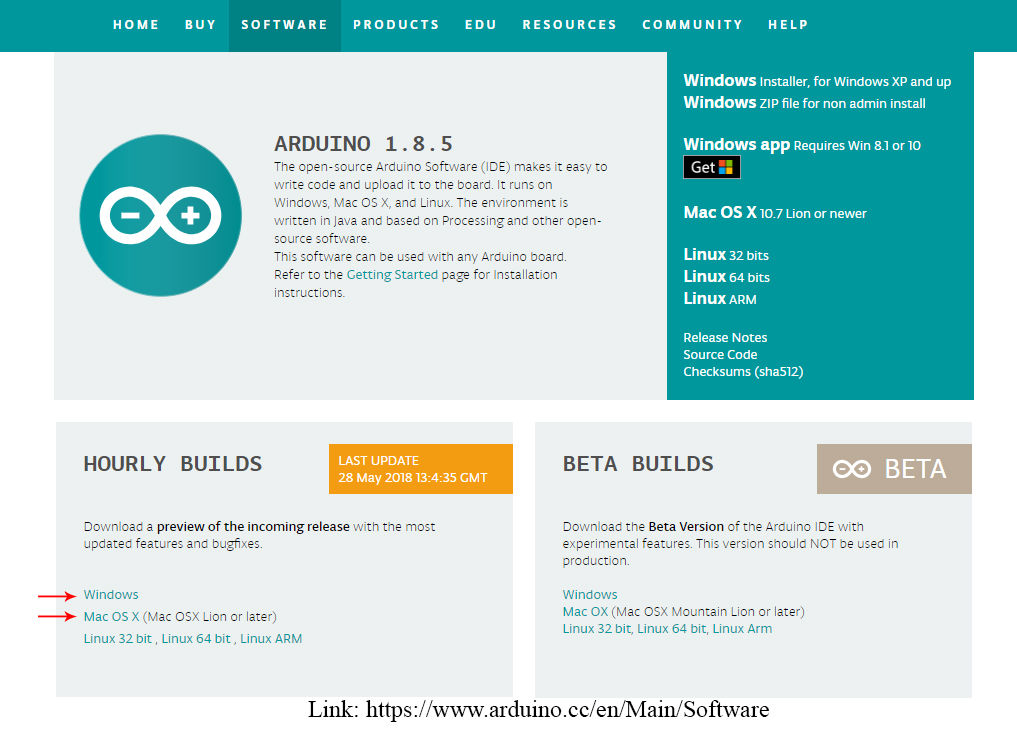 HOME BUY SOFTWARE PRODUCTS EDU RESOURCES COMMUNITY HELP
ARDUINO 1.8.5
The open-source Arduino Software (IDE) makes it easy to
write code and upload it to the board. It runs on
Windows, Mac OS X, and Linux. The environment is
written in Java and based on Processing and other open-
source software.
This software can be used with any Arduino board.
Refer to the Getting Started page for Installation
instructions.
Windows Installer, for Windows XP and up
Windows ZIP file for non admin install
Windows app Requires Win 8.1 or 10
Get
Mac OS X 10.7 Lion or newer
Linux 32 bits
Linux 64 bits
Linux ARM
Release Notes
Source Code
Checksums (sha512)
HOURLY BUILDS
LAST UPDATE
28 May 2018 13:4:35 GMT
Download a preview of the incoming release with the most
updated features and bugfixes.
Windows
Mac OS X (Mac OSX Lion or later)
Linux 32 bit , Linux 64 bit , Linux ARM
BETA BUILDS
BETA
Download the Beta Version of the Arduino IDE with
experimental features. This version should NOT be used in
production.
Windows
Mac OX (Mac OSX Mountain Lion or later)
Linux 32 bit, Linux 64 bit, Linux Arm
Link: https://www.arduino.cc/en/Main/Software